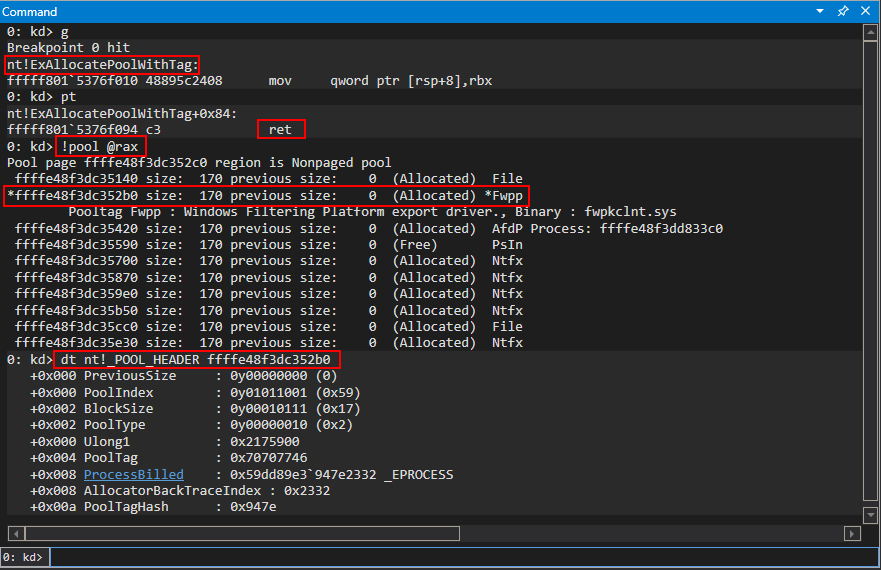 Command
0: kd> g
Breakpoint 0 hit
nt!ExAllocatePoolWithTag:
fffff801`5376f010 48895c2408      mov     qword ptr [rsp+8],rbx
0: kd> pt
nt!ExAllocatePoolWithTag+0x84:
fffff801`5376f094 c3              ret
0: kd> !pool @rax
Pool page ffffe48f3dc352c0 region is Nonpaged pool
 ffffe48f3dc35140 size:  170 previous size:    0  (Allocated)  File
*ffffe48f3dc352b0 size:  170 previous size:    0  (Allocated) *Fwpp
        Pooltag Fwpp : Windows Filtering Platform export driver., Binary : fwpkclnt.sys
 ffffe48f3dc35420 size:  170 previous size:    0  (Allocated)  AfdP Process: ffffe48f3dd833c0
 ffffe48f3dc35590 size:  170 previous size:    0  (Free)       PsIn
 ffffe48f3dc35700 size:  170 previous size:    0  (Allocated)  Ntfx
 ffffe48f3dc35870 size:  170 previous size:    0  (Allocated)  Ntfx
 ffffe48f3dc359e0 size:  170 previous size:    0  (Allocated)  Ntfx
 ffffe48f3dc35b50 size:  170 previous size:    0  (Allocated)  Ntfx
 ffffe48f3dc35cc0 size:  170 previous size:    0  (Allocated)  File
 ffffe48f3dc35e30 size:  170 previous size:    0  (Allocated)  Ntfx
0: kd> dt nt!_POOL_HEADER ffffe48f3dc352b0
   +0x000 PreviousSize     : 0y00000000 (0)
   +0x000 PoolIndex        : 0y01011001 (0x59)
   +0x002 BlockSize        : 0y00010111 (0x17)
   +0x002 PoolType         : 0y00000010 (0x2)
   +0x000 Ulong1           : 0x2175900
   +0x004 PoolTag          : 0x70707746
   +0x008 ProcessBilled    : 0x59dd89e3`947e2332 _EPROCESS
   +0x008 AllocatorBackTraceIndex : 0x2332
   +0x00a PoolTagHash      : 0x947e
0: kd>